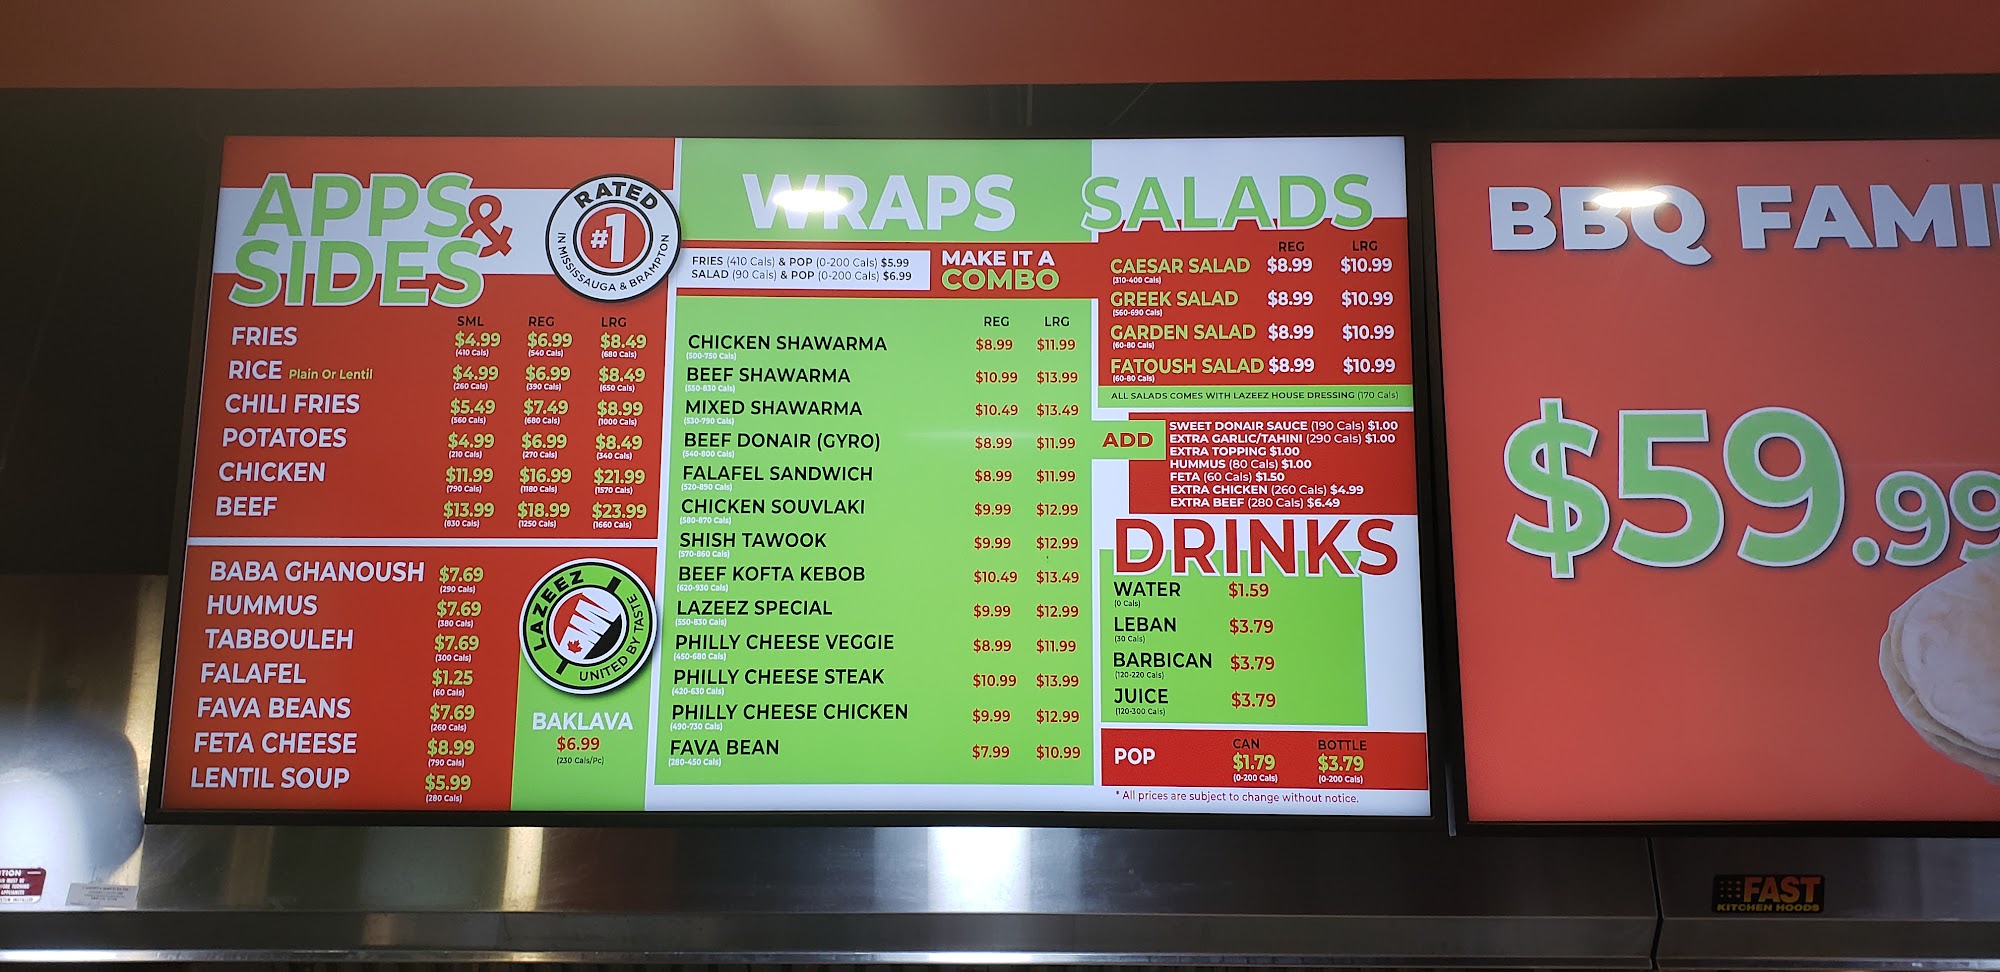 APPS &
SIDES
RATED
#1
IN MISSISSAUGA & BRAMPTON
SML REG LRG
FRIES $4.99 $6.99 $8.49
(410 Cals) (540 Cals) (680 Cals)
RICE Plain Or Lentil $4.99 $6.99 $8.49
(260 Cals) (390 Cals) (650 Cals)
CHILI FRIES $5.49 $7.49 $8.99
(560 Cals) (680 Cals) (1000 Cals)
POTATOES $4.99 $6.99 $8.49
(210 Cals) (270 Cals) (340 Cals)
CHICKEN $11.99 $16.99 $21.99
(790 Cals) (1180 Cals) (1570 Cals)
BEEF $13.99 $18.99 $23.99
(830 Cals) (1250 Cals) (1660 Cals)
BABA GHANOUSH $7.69
(290 Cals)
HUMMUS $7.69
(380 Cals)
TABBOULEH $7.69
(300 Cals)
FALAFEL $1.25
(60 Cals)
FAVA BEANS $7.69
(260 Cals)
FETA CHEESE $8.99
(790 Cals)
LENTIL SOUP $5.99
(280 Cals)
LAZEEZ
UNITED BY TASTE
BAKLAVA
$6.99
(230 Cals/Pc)
WRAPS
FRIES (410 Cals) & POP (0-200 Cals) $5.99
SALAD (90 Cals) & POP (0-200 Cals) $6.99
MAKE IT A
COMBO
REG LRG
CHICKEN SHAWARMA $8.99 $11.99
(500-750 Cals)
BEEF SHAWARMA $10.99 $13.99
(550-830 Cals)
MIXED SHAWARMA $10.49 $13.49
(530-790 Cals)
BEEF DONAIR (GYRO) $8.99 $11.99
(540-800 Cals)
FALAFEL SANDWICH $8.99 $11.99
(520-890 Cals)
CHICKEN SOUVLAKI $9.99 $12.99
(580-870 Cals)
SHISH TAWOOK $9.99 $12.99
(570-860 Cals)
BEEF KOFTA KEBOB $10.49 $13.49
(620-930 Cals)
LAZEEZ SPECIAL $9.99 $12.99
(550-830 Cals)
PHILLY CHEESE VEGGIE $8.99 $11.99
(450-680 Cals)
PHILLY CHEESE STEAK $10.99 $13.99
(420-630 Cals)
PHILLY CHEESE CHICKEN $9.99 $12.99
(490-730 Cals)
FAVA BEAN $7.99 $10.99
(280-450 Cals)
SALADS
REG LRG
CAESAR SALAD $8.99 $10.99
(310-400 Cals)
GREEK SALAD $8.99 $10.99
(560-690 Cals)
GARDEN SALAD $8.99 $10.99
(60-80 Cals)
FATOUSH SALAD $8.99 $10.99
(60-80 Cals)
ALL SALADS COMES WITH LAZEEZ HOUSE DRESSING (170 Cals)
ADD
SWEET DONAIR SAUCE (190 Cals) $1.00
EXTRA GARLIC/TAHINI (290 Cals) $1.00
EXTRA TOPPING $1.00
HUMMUS (80 Cals) $1.00
FETA (60 Cals) $1.50
EXTRA CHICKEN (260 Cals) $4.99
EXTRA BEEF (280 Cals) $6.49
DRINKS
WATER $1.59
(0 Cals)
LEBAN $3.79
(30 Cals)
BARBICAN $3.79
(120-220 Cals)
JUICE $3.79
(120-300 Cals)
CAN BOTTLE
POP $1.79 $3.79
(0-200 Cals) (0-200 Cals)
* All prices are subject to change without notice.
BBQ FAMI
$59.99
FAST
KITCHEN HOODS